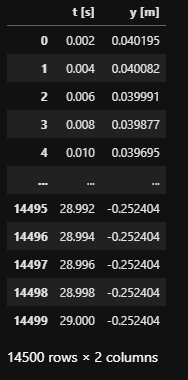 t [s] y [m]
0 0.002 0.040195
1 0.004 0.040082
2 0.006 0.039991
3 0.008 0.039877
4 0.010 0.039695
... ... ...
14495 28.992 -0.252404
14496 28.994 -0.252404
14497 28.996 -0.252404
14498 28.998 -0.252404
14499 29.000 -0.252404
14500 rows × 2 columns